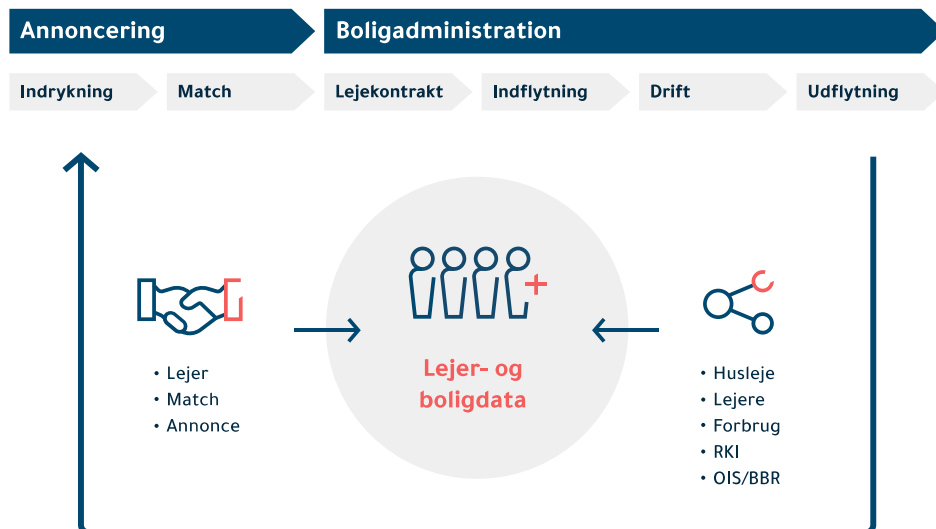 Annoncering
Boligadministration
Indrykning
Match
Lejekontrakt
Indflytning
Drift
Udflytning
Lejer- og
boligdata
• Lejer
• Match
• Annonce
• Husleje
• Lejere
• Forbrug
• RKI
• OIS/BBR